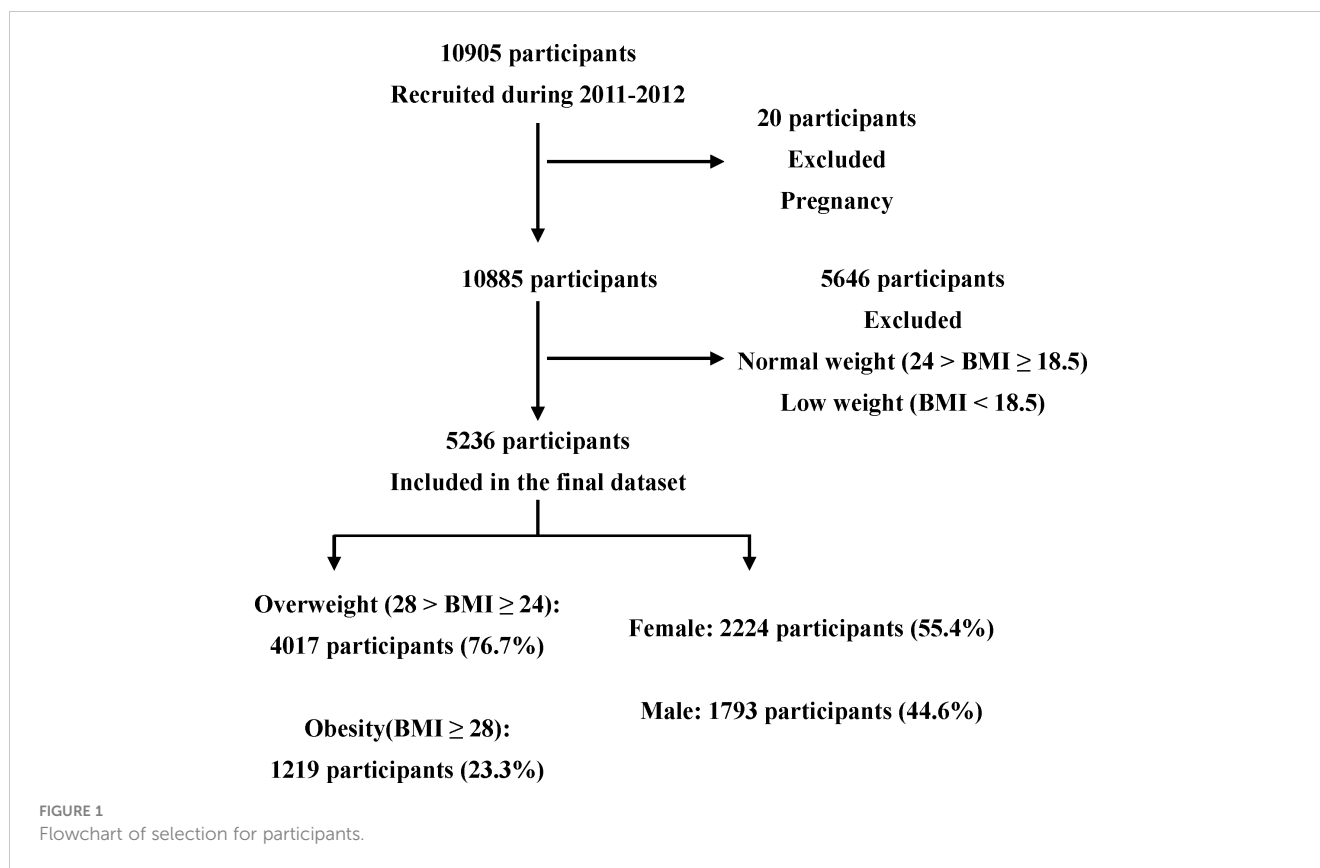 10905 participants
Recruited during 2011-2012
20 participants
Excluded
Pregnancy
10885 participants
5646 participants
Excluded
Normal weight (24 > BMI ≥ 18.5)
Low weight (BMI < 18.5)
5236 participants
Included in the final dataset
Overweight (28 > BMI ≥ 24):
4017 participants (76.7%)
Obesity(BMI ≥ 28):
1219 participants (23.3%)
Female: 2224 participants (55.4%)
Male: 1793 participants (44.6%)
FIGURE 1
Flowchart of selection for participants.